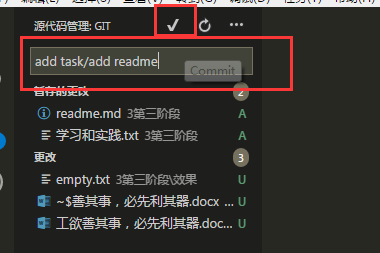 源代码管理: GIT
add task/add readme
Commit
暂存的更改 2
readme.md 3第三阶段 A
学习和实践.txt 3第三阶段 A
更改 3
empty.txt 3第三阶段\效果 U
~$善其事，必先利其器.docx ... U
工欲善其事，必先利其器.doc... U